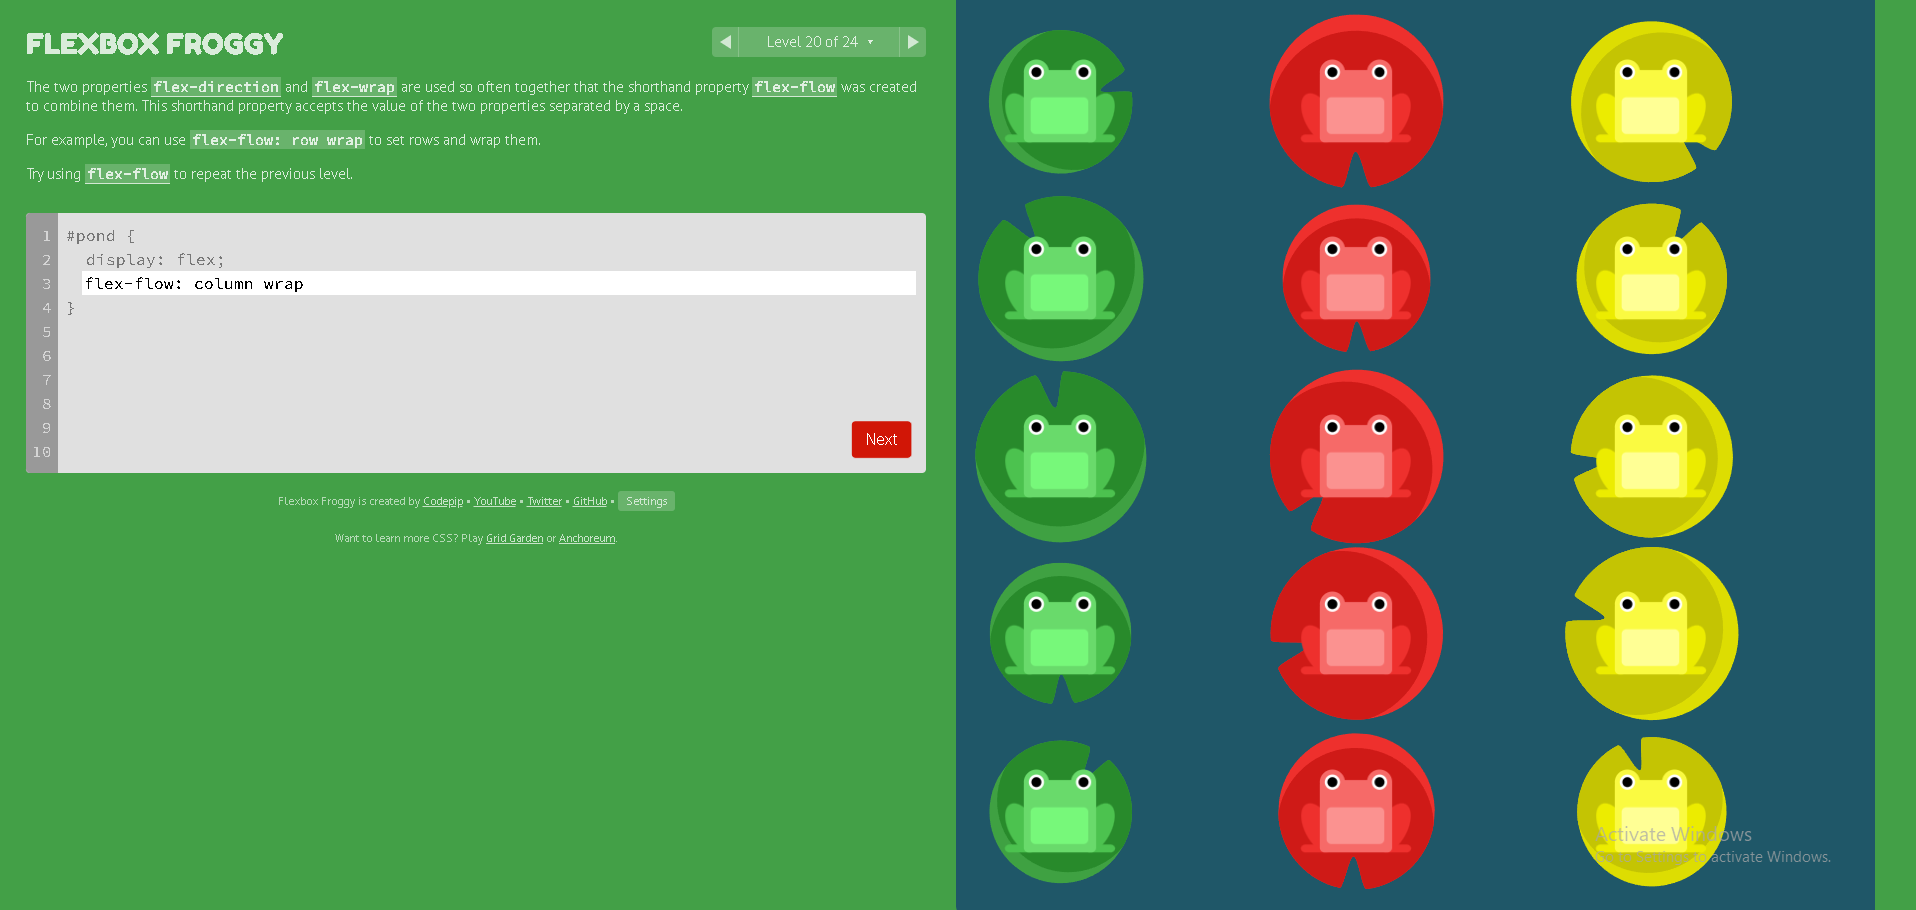 FLEXBOX FROGGY
Level 20 of 24
The two properties flex-direction and flex-wrap are used so often together that the shorthand property flex-flow was created
to combine them. This shorthand property accepts the value of the two properties separated by a space.
For example, you can use flex-flow: row wrap to set rows and wrap them.
Try using flex-flow to repeat the previous level.
1 #pond {
2 display: flex;
3 flex-flow: column wrap
4 }
5
6
7
8
9
10
Next
Flexbox Froggy is created by Codepip • YouTube • Twitter • GitHub • Settings
Want to learn more CSS? Play Grid Garden or Anchoreum.
Activate Windows
Go to Settings to activate Windows.